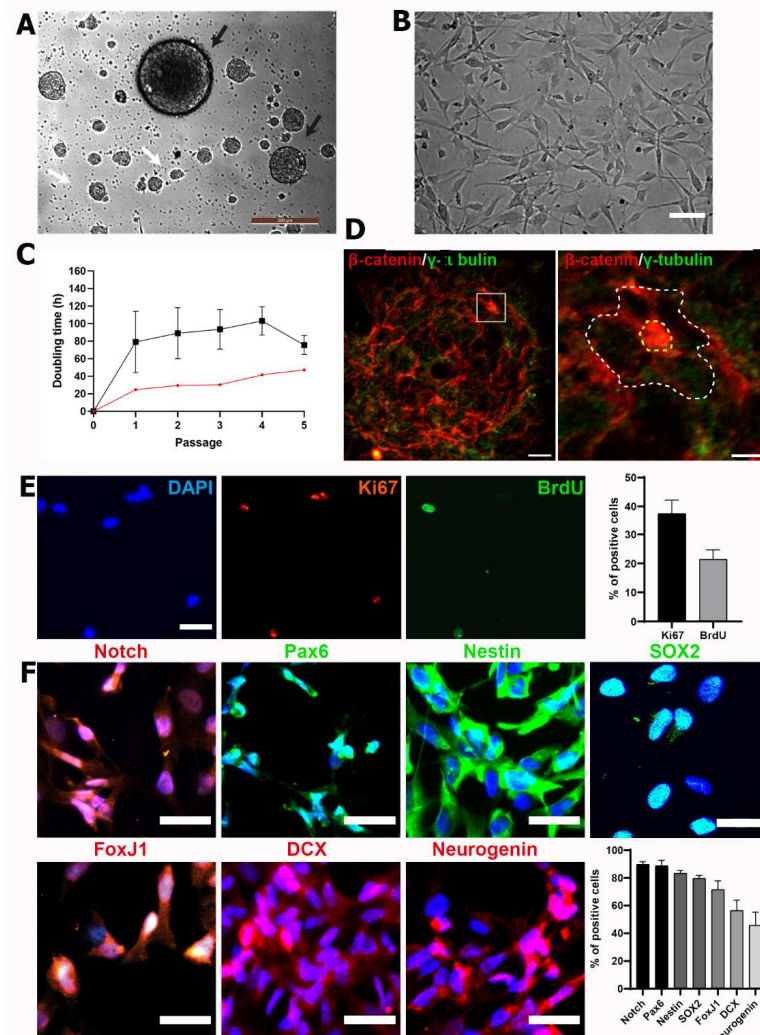 A
B
200 µm
C
160
140
120
100
80
60
40
20
0
Doubling time (h)
0 1 2 3 4 5
Passage
D
β-catenin/γ-t bulin
β-catenin/γ-tubulin
E
DAPI
Ki67
BrdU
50
40
30
20
10
0
% of positive cells
Ki67 BrdU
F
Notch
Pax6
Nestin
SOX2
FoxJ1
DCX
Neurogenin
100
80
60
40
20
0
% of positive cells
Notch
Pax6
Nestin
SOX2
FoxJ1
DCX
Neurogenin